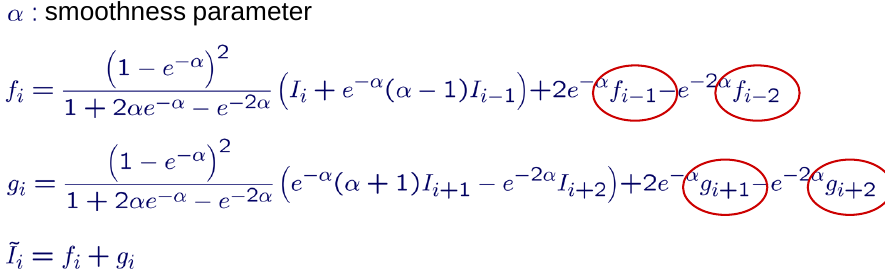 α : smoothness parameter
f_i = \frac{(1 - e^{-α})^2}{1 + 2αe^{-α} - e^{-2α}} (I_i + e^{-α}(α - 1)I_{i-1}) + 2e^{-α}f_{i-1} - e^{-2α}f_{i-2}
g_i = \frac{(1 - e^{-α})^2}{1 + 2αe^{-α} - e^{-2α}} (e^{-α}(α + 1)I_{i+1} - e^{-2α}I_{i+2}) + 2e^{-α}g_{i+1} - e^{-2α}g_{i+2}
\tilde{I}_i = f_i + g_i